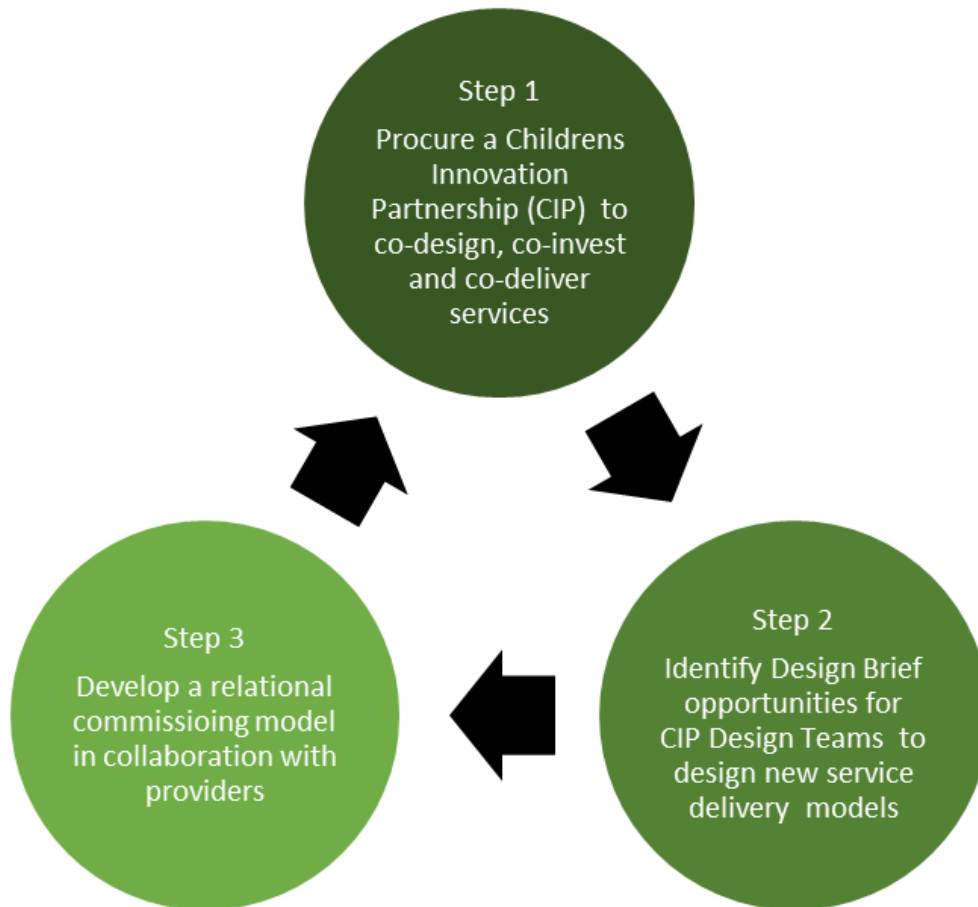 Step 1
Procure a Childrens
Innovation
Partnership (CIP) to
co-design, co-invest
and co-deliver
services
Step 2
Identify Design Brief
opportunities for
CIP Design Teams to
design new service
delivery models
Step 3
Develop a relational
commissioing model
in collaboration with
providers